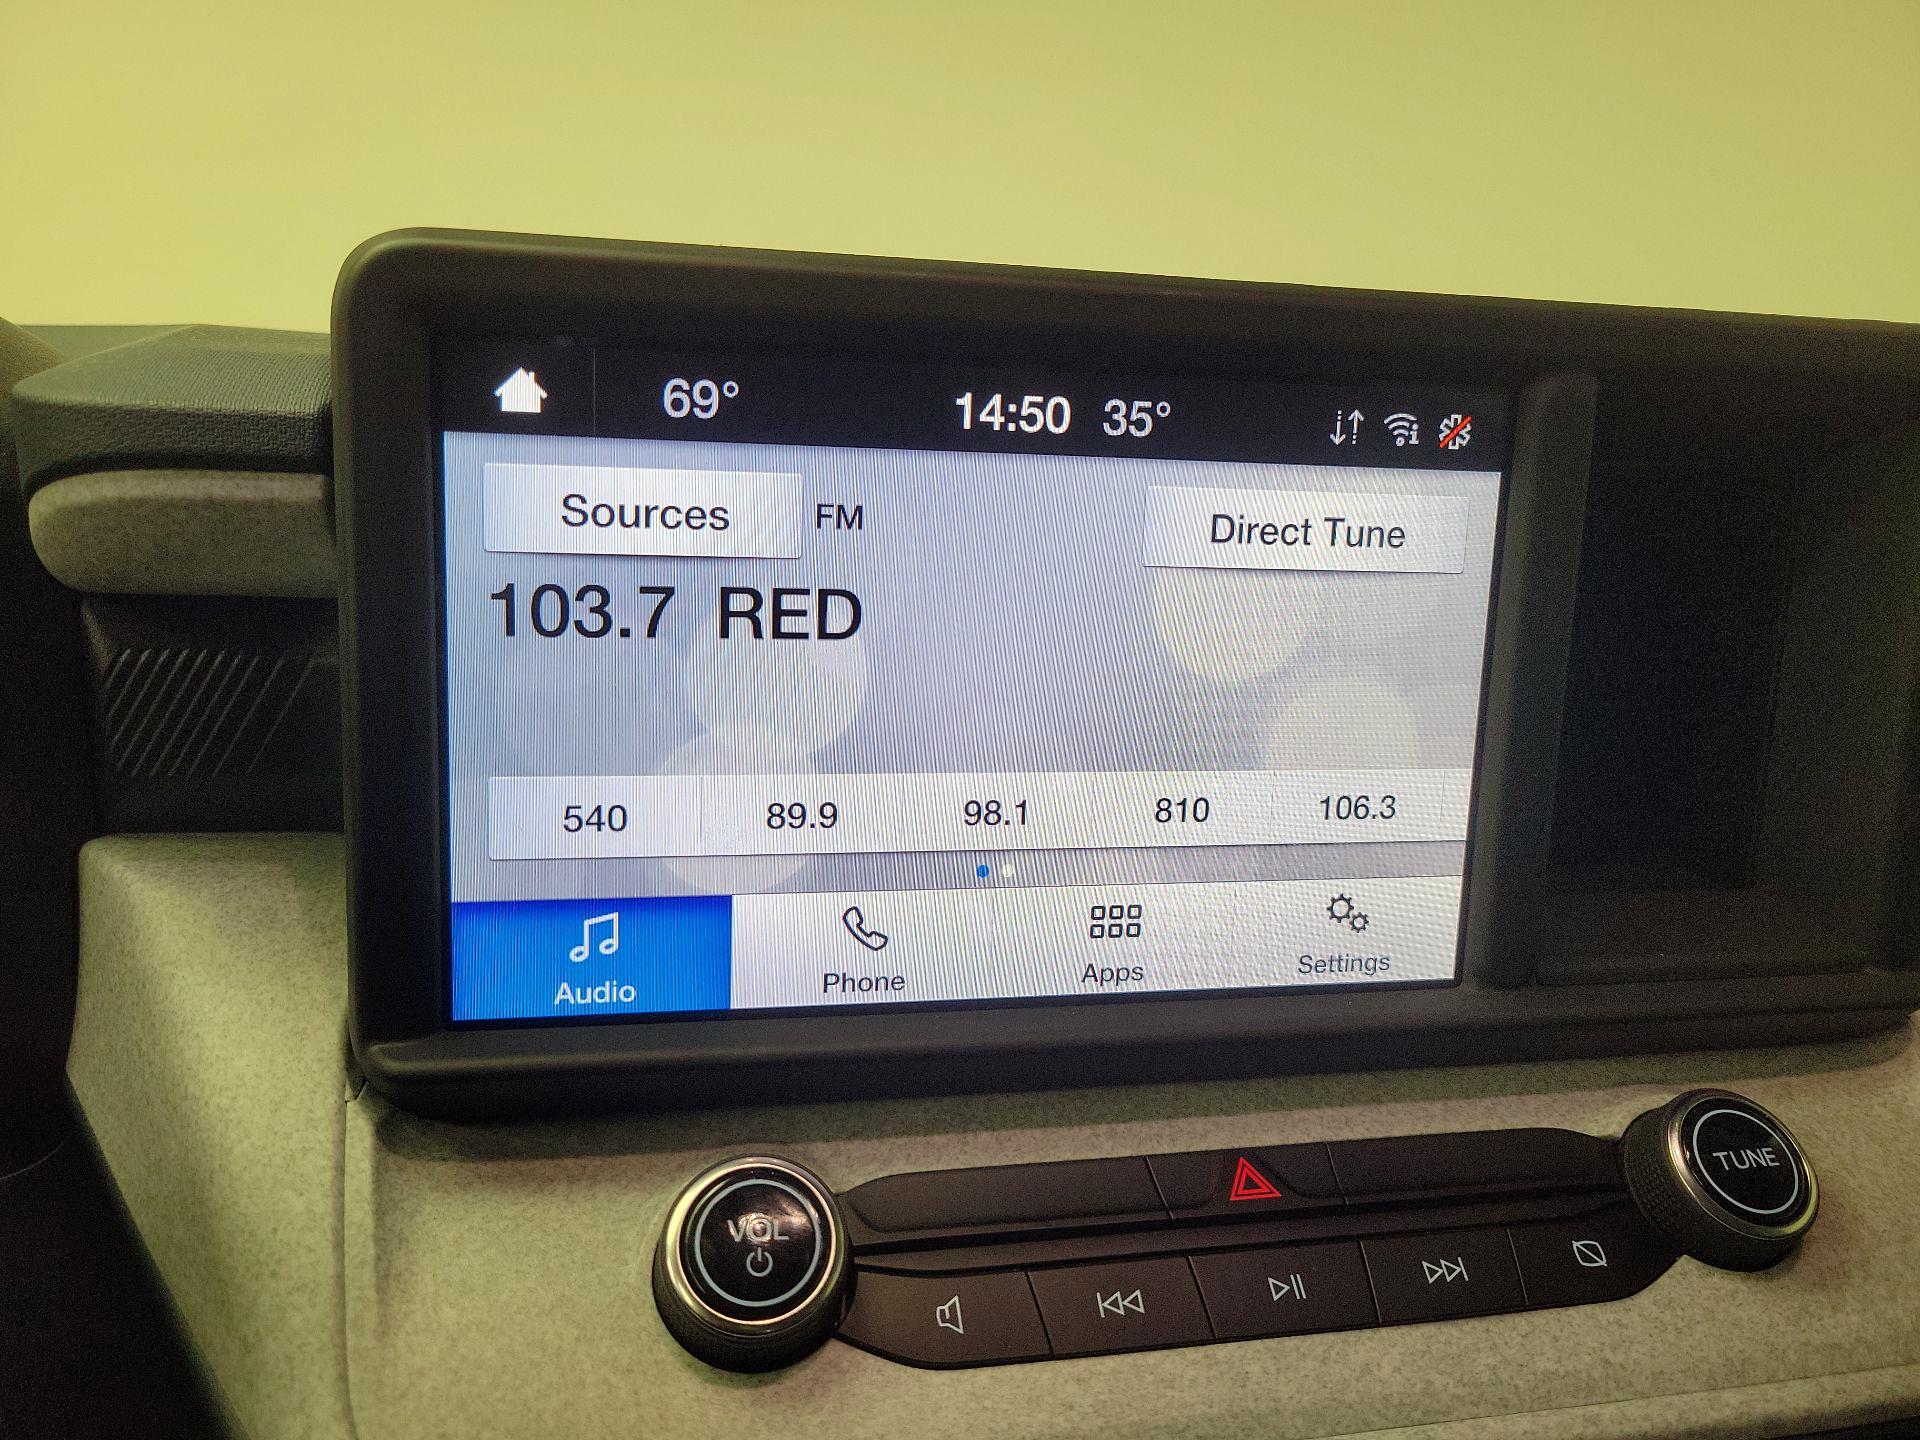 69° 14:50 35°
Sources FM Direct Tune
103.7 RED
540 89.9 98.1 810 106.3
Audio Phone Apps Settings
TUNE
VOL